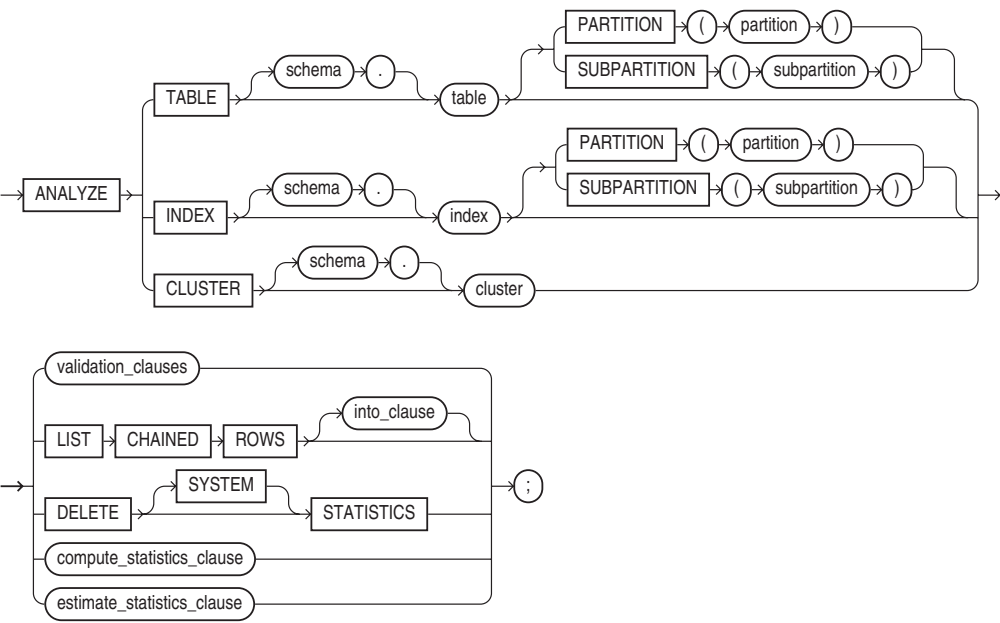 PARTITION ( partition )
schema . SUBPARTITION ( subpartition )
TABLE table
PARTITION ( partition )
schema . SUBPARTITION ( subpartition )
ANALYZE
INDEX index
schema .
CLUSTER cluster
validation_clauses
into_clause
LIST CHAINED ROWS
SYSTEM
;
DELETE STATISTICS
compute_statistics_clause
estimate_statistics_clause